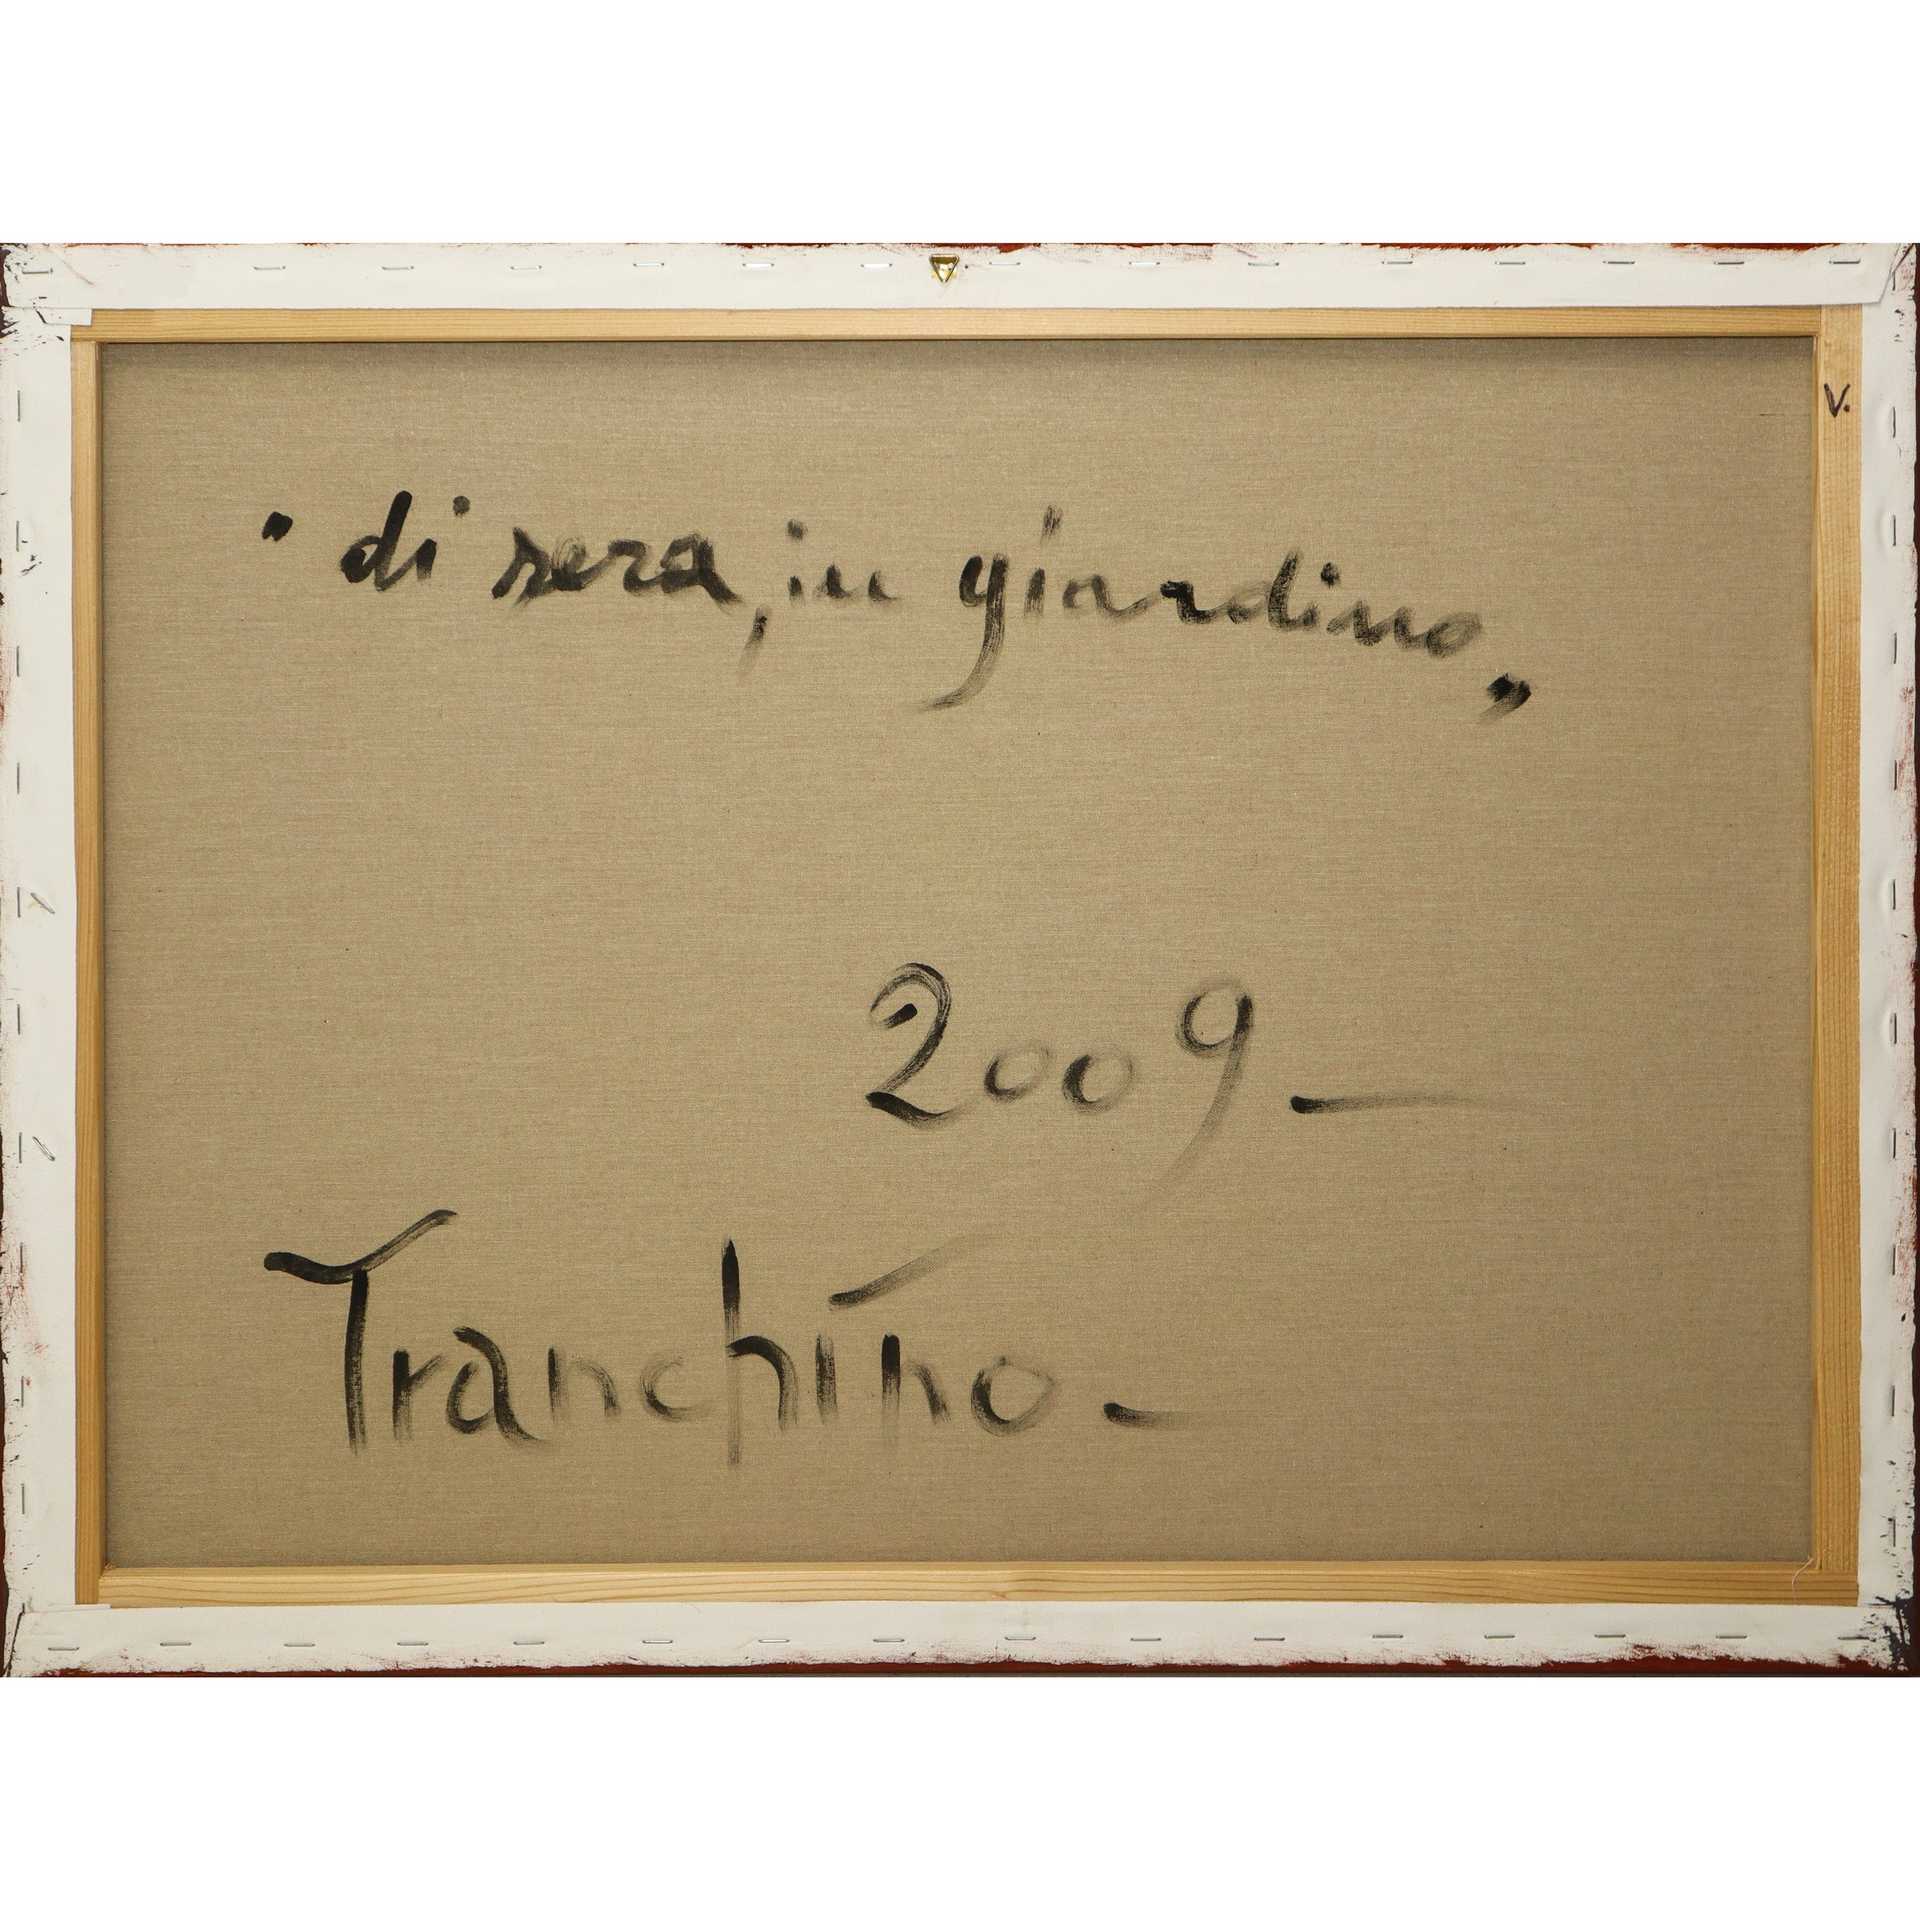 V.
"di sera, in giardino"
2009-
Tranchino-